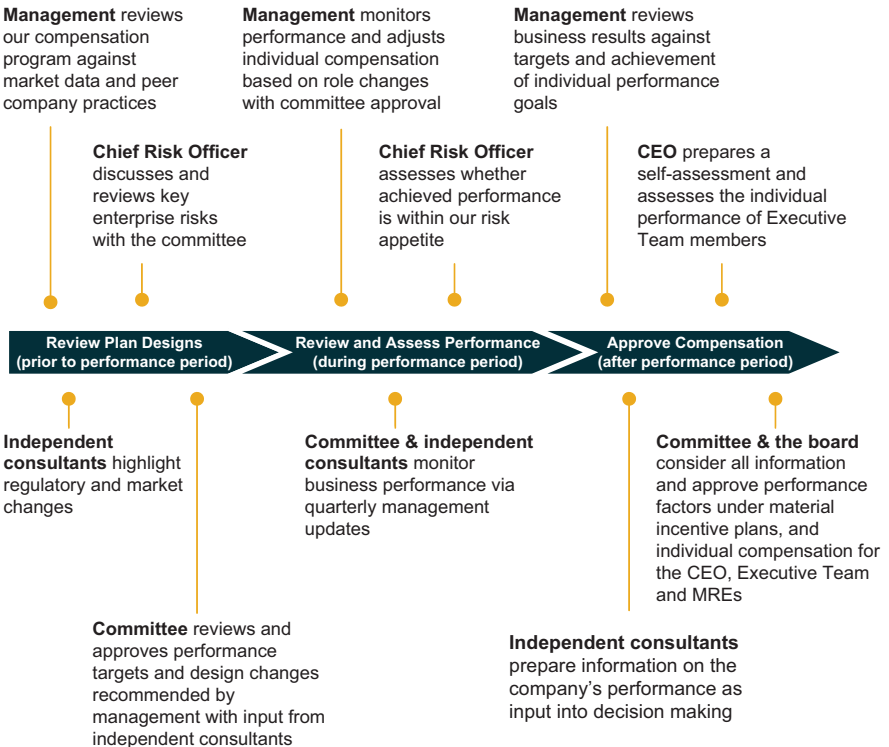 Management reviews
our compensation
program against
market data and peer
company practices
Management monitors
performance and adjusts
individual compensation
based on role changes
with committee approval
Management reviews
business results against
targets and achievement
of individual performance
goals
Chief Risk Officer
discusses and
reviews key
enterprise risks
with the committee
Chief Risk Officer
assesses whether
achieved performance
is within our risk
appetite
CEO prepares a
self-assessment and
assesses the individual
performance of Executive
Team members
Review Plan Designs
(prior to performance period)
Review and Assess Performance
(during performance period)
Approve Compensation
(after performance period)
Independent
consultants highlight
regulatory and market
changes
Committee & independent
consultants monitor
business performance via
quarterly management
updates
Committee & the board
consider all information
and approve performance
factors under material
incentive plans, and
individual compensation for
the CEO, Executive Team
and MREs
Committee reviews and
approves performance
targets and design changes
recommended by
management with input from
independent consultants
Independent consultants
prepare information on the
company's performance as
input into decision making